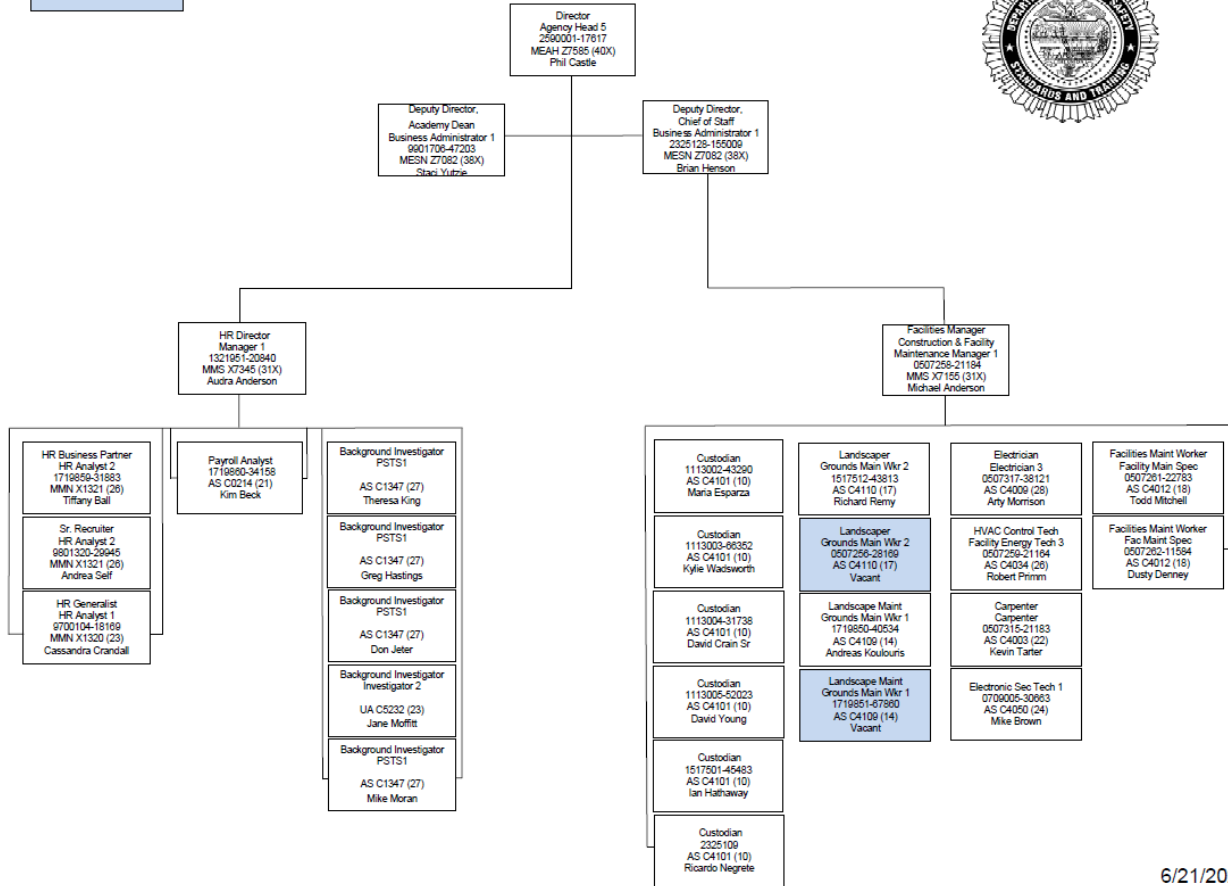 Director
Agency Head 5
2590001-17617
MEAH Z7585 (40X)
Phil Castle
STANDARDS AND TRAINING
Deputy Director,
Academy Dean
Business Administrator 1
9901706-47203
MESN Z7082 (38X)
Staci Yutzie
Deputy Director,
Chief of Staff
Business Administrator 1
2325128-155009
MESN Z7082 (38X)
Brian Henson
HR Director
Manager 1
1321951-20840
MMS X7345 (31X)
Audra Anderson
Facilities Manager
Construction & Facility
Maintenance Manager 1
0507258-21184
MMS X7155 (31X)
Michael Anderson
HR Business Partner
HR Analyst 2
1719859-31883
MMN X1321 (26)
Tiffany Ball
Sr. Recruiter
HR Analyst 2
9801320-29945
MMN X1321 (26)
Andrea Self
HR Generalist
HR Analyst 1
9700104-18169
MMN X1320 (23)
Cassandra Crandall
Payroll Analyst
1719860-34158
AS C0214 (21)
Kim Beck
Background Investigator
PSTS1
AS C1347 (27)
Theresa King
Background Investigator
PSTS1
AS C1347 (27)
Greg Hastings
Background Investigator
PSTS1
AS C1347 (27)
Don Jeter
Background Investigator
Investigator 2
UA C5232 (23)
Jane Moffitt
Background Investigator
PSTS1
AS C1347 (27)
Mike Moran
Custodian
1113002-43290
AS C4101 (10)
Maria Esparza
Custodian
1113003-66352
AS C4101 (10)
Kylie Wadsworth
Custodian
1113004-31738
AS C4101 (10)
David Crain Sr
Custodian
1113005-52023
AS C4101 (10)
David Young
Custodian
1517501-45483
AS C4101 (10)
Ian Hathaway
Custodian
2325109
AS C4101 (10)
Ricardo Negrete
Landscaper
Grounds Main Wkr 2
1517512-43813
AS C4110 (17)
Richard Remy
Landscaper
Grounds Main Wkr 2
0507256-28169
AS C4110 (17)
Vacant
Landscape Maint
Grounds Main Wkr 1
1719850-40534
AS C4109 (14)
Andreas Koulouris
Landscape Maint
Grounds Main Wkr 1
1719851-67860
AS C4109 (14)
Vacant
Electrician
Electrician 3
0507317-38121
AS C4009 (28)
Arty Morrison
HVAC Control Tech
Facility Energy Tech 3
0507259-21164
AS C4034 (26)
Robert Primm
Carpenter
Carpenter
0507315-21183
AS C4003 (22)
Kevin Tarter
Electronic Sec Tech 1
0709005-30663
AS C4050 (24)
Mike Brown
Facilities Maint Worker
Facility Main Spec
0507261-22783
AS C4012 (18)
Todd Mitchell
Facilities Maint Worker
Fac Maint Spec
0507262-11584
AS C4012 (18)
Dusty Denney
6/21/20